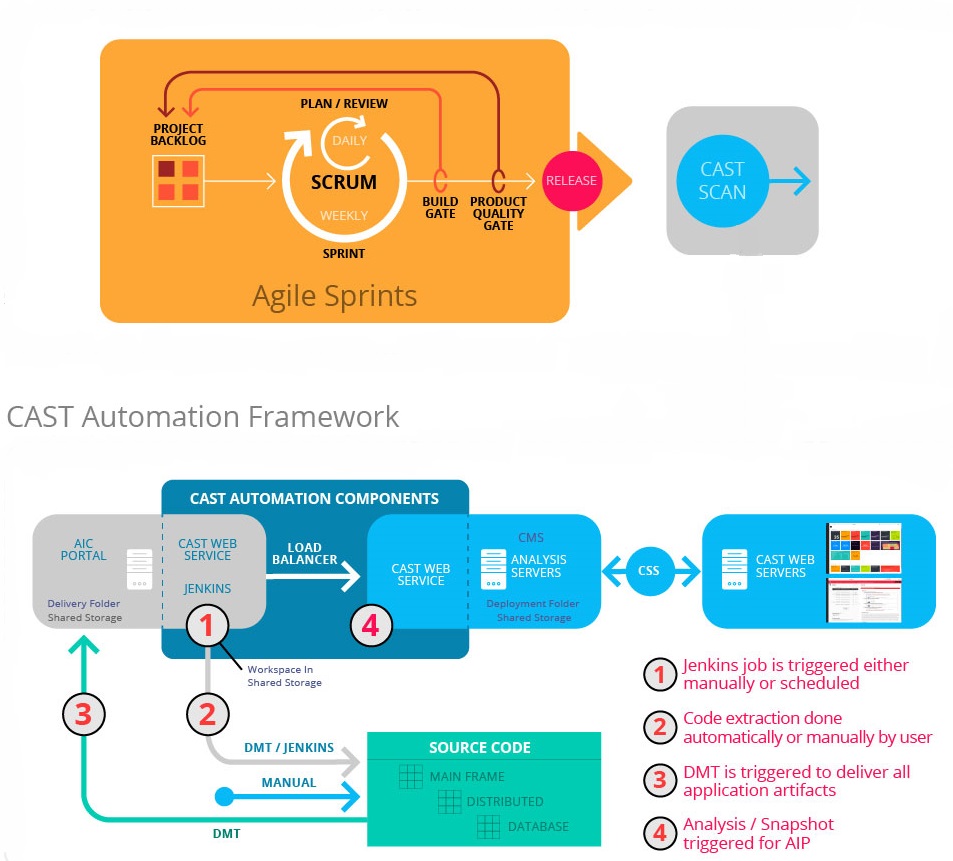 PLAN / REVIEW
PROJECT
BACKLOG
DAILY
SCRUM
WEEKLY
SPRINT
BUILD
GATE
PRODUCT
QUALITY
GATE
RELEASE
Agile Sprints
CAST
SCAN
CAST Automation Framework
CAST AUTOMATION COMPONENTS
AIC
PORTAL
Delivery Folder
Shared Storage
CAST WEB
SERVICE
JENKINS
1
LOAD
BALANCER
CAST WEB
SERVICE
4
CMS
ANALYSIS
SERVERS
Deployment Folder
Shared Storage
CSS
CAST WEB
SERVERS
Workspace In
Shared Storage
3
2
DMT / JENKINS
MANUAL
DMT
SOURCE CODE
MAIN FRAME
DISTRIBUTED
DATABASE
1 Jenkins job is triggered either
manually or scheduled
2 Code extraction done
automatically or manually by user
3 DMT is triggered to deliver all
application artifacts
4 Analysis / Snapshot
triggered for AIP